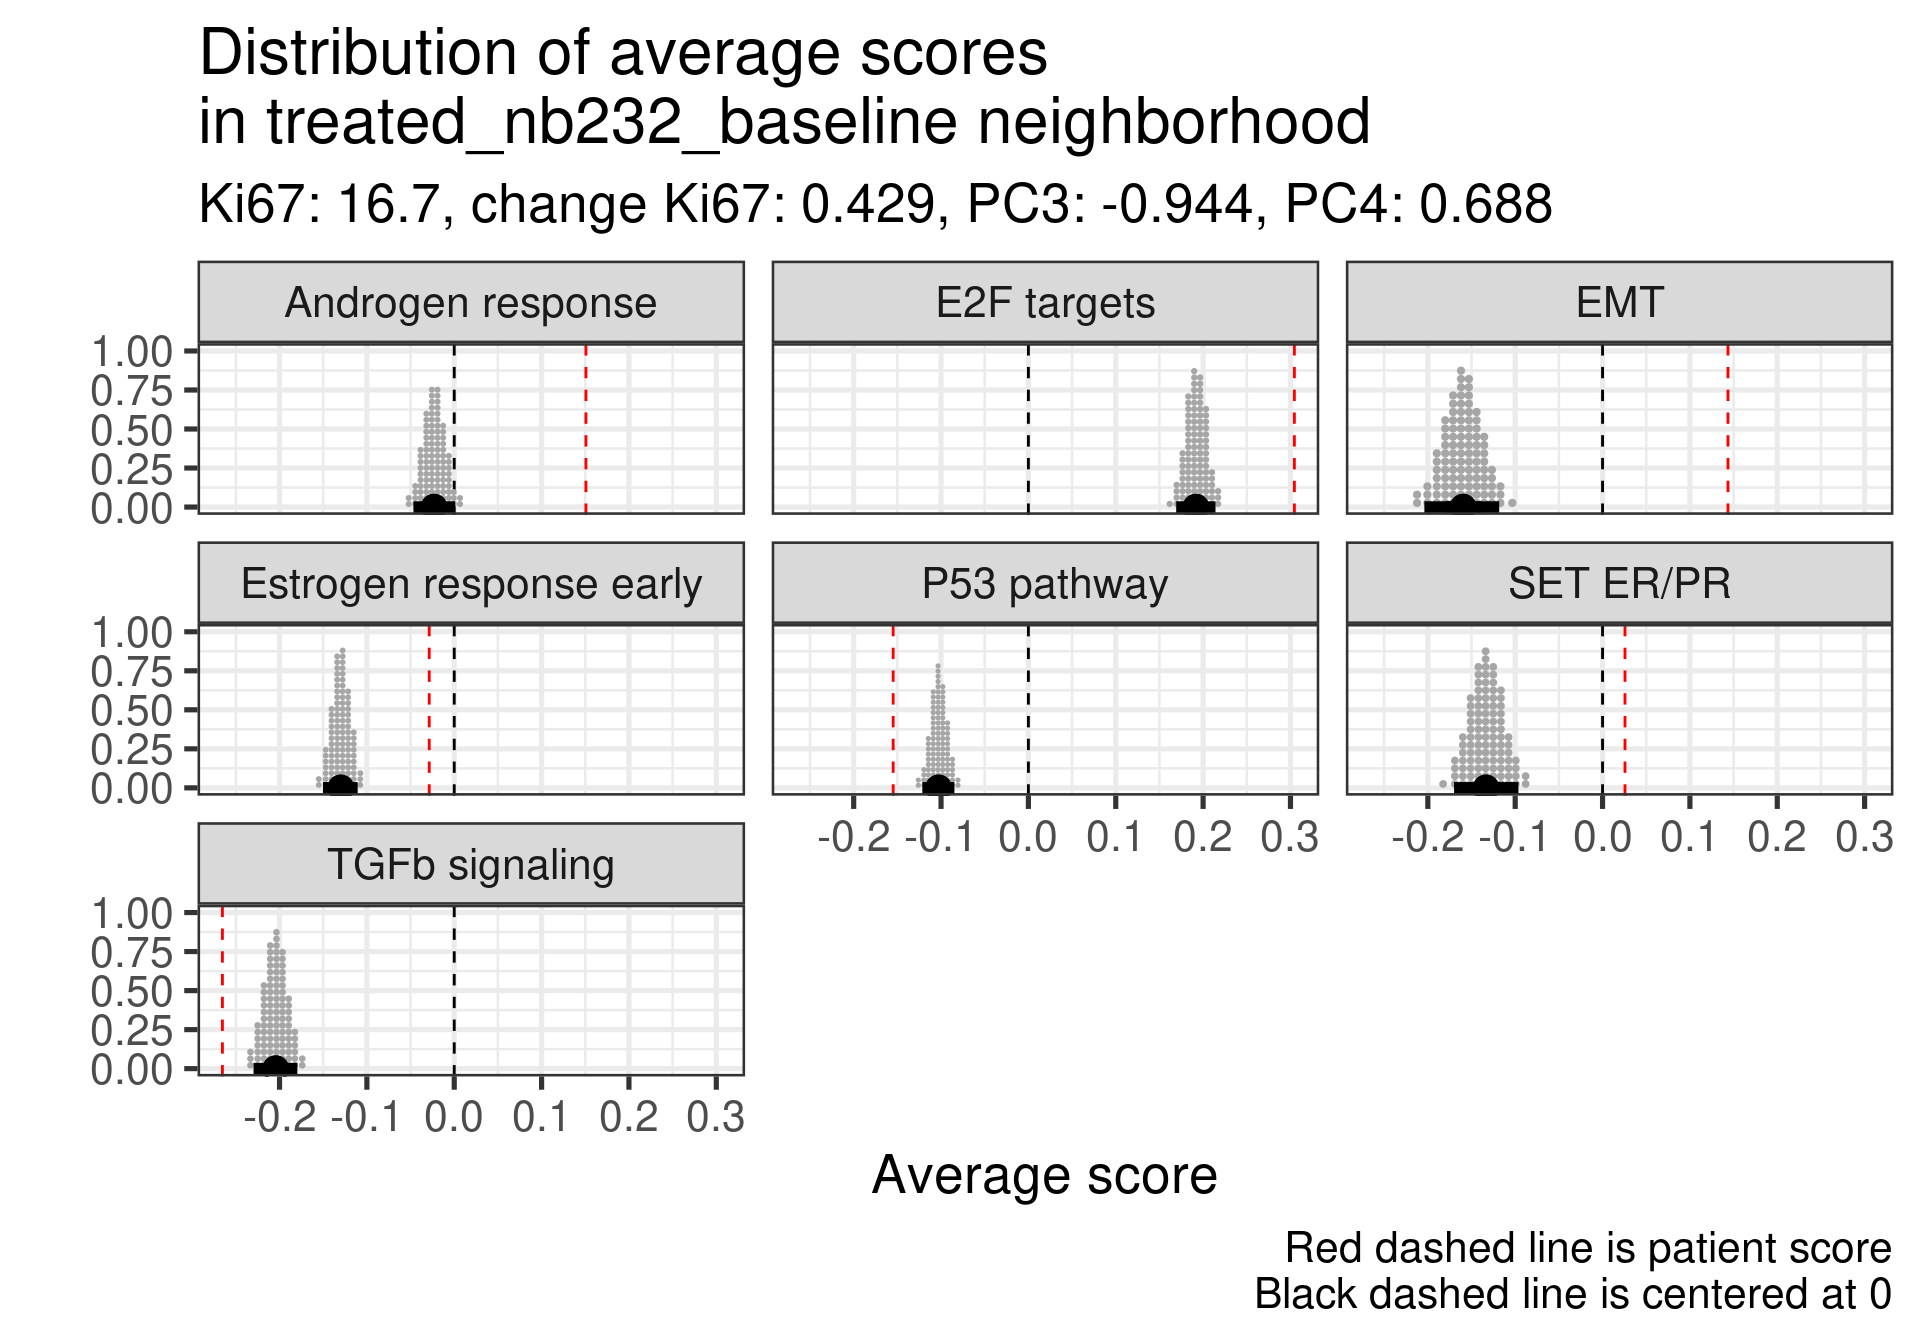 Distribution of average scores
in treated_nb232_baseline neighborhood
Ki67: 16.7, change Ki67: 0.429, PC3: -0.944, PC4: 0.688
Androgen response
E2F targets
EMT
1.00
0.75
0.50
0.25
0.00
Estrogen response early
P53 pathway
SET ER/PR
1.00
0.75
0.50
0.25
0.00
-0.2 -0.1 0.0 0.1 0.2 0.3
-0.2 -0.1 0.0 0.1 0.2 0.3
TGFb signaling
1.00
0.75
0.50
0.25
0.00
-0.2 -0.1 0.0 0.1 0.2 0.3
Average score
Red dashed line is patient score
Black dashed line is centered at 0